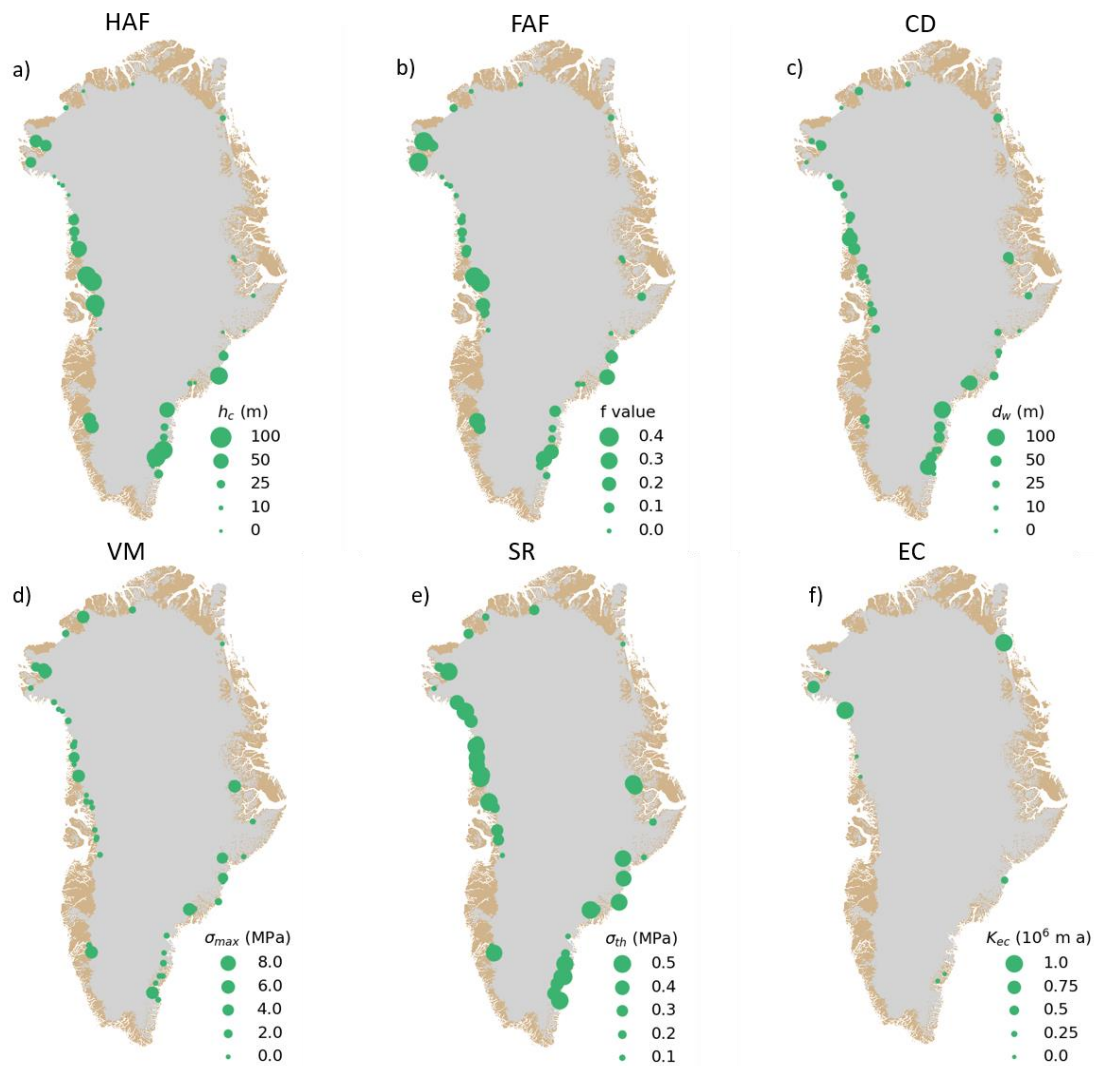 HAF
FAF
CD
a)
b)
c)
h_c (m)
100
50
25
10
0
f value
0.4
0.3
0.2
0.1
0.0
d_w (m)
100
50
25
10
0
VM
SR
EC
d)
e)
f)
σ_max (MPa)
8.0
6.0
4.0
2.0
0.0
σ_th (MPa)
0.5
0.4
0.3
0.2
0.1
K_ec (10⁶ m a)
1.0
0.75
0.5
0.25
0.0